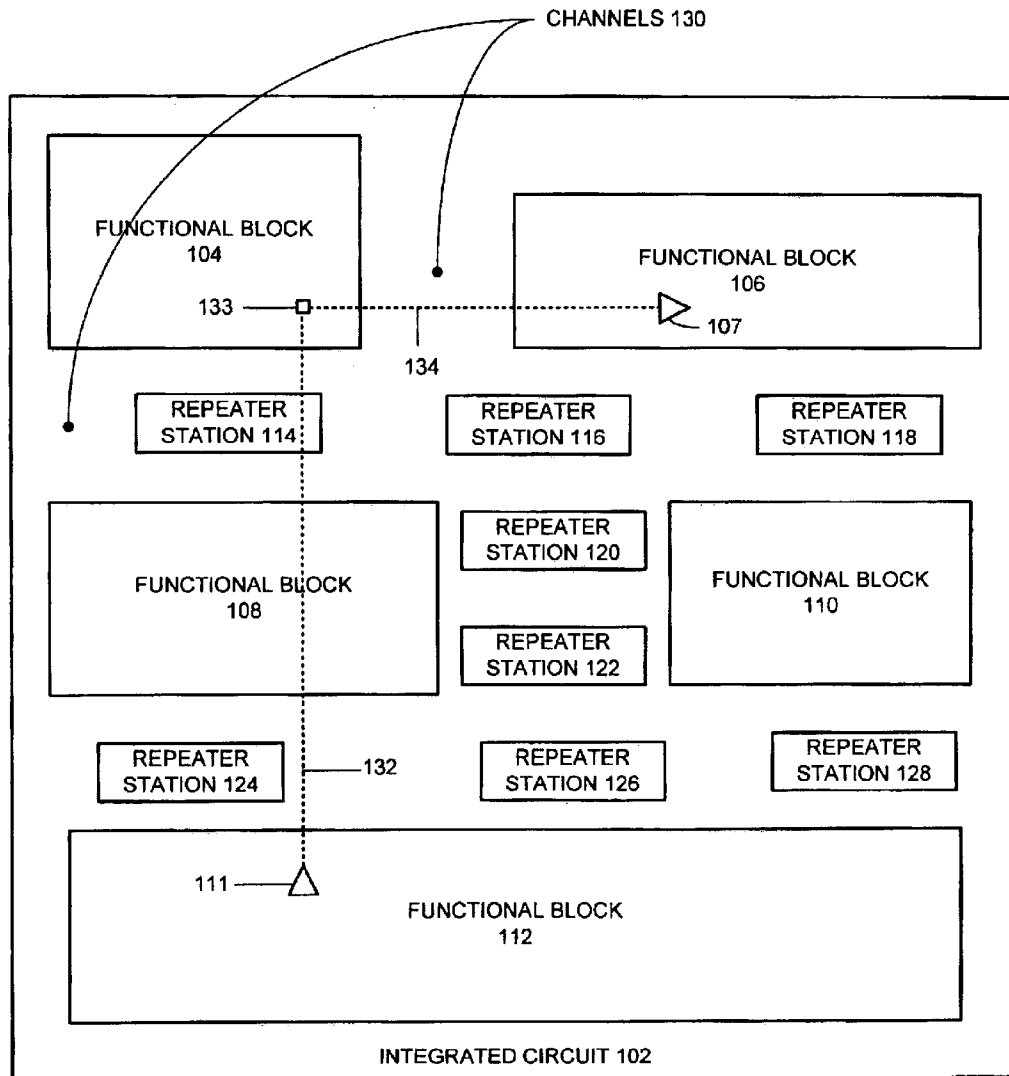 CHANNELS 130
FUNCTIONAL BLOCK
104
FUNCTIONAL BLOCK
106
133
107
134
REPEATER
STATION 114
REPEATER
STATION 116
REPEATER
STATION 118
REPEATER
STATION 120
FUNCTIONAL BLOCK
108
FUNCTIONAL BLOCK
110
REPEATER
STATION 122
REPEATER
STATION 124
132
REPEATER
STATION 126
REPEATER
STATION 128
111
FUNCTIONAL BLOCK
112
INTEGRATED CIRCUIT 102